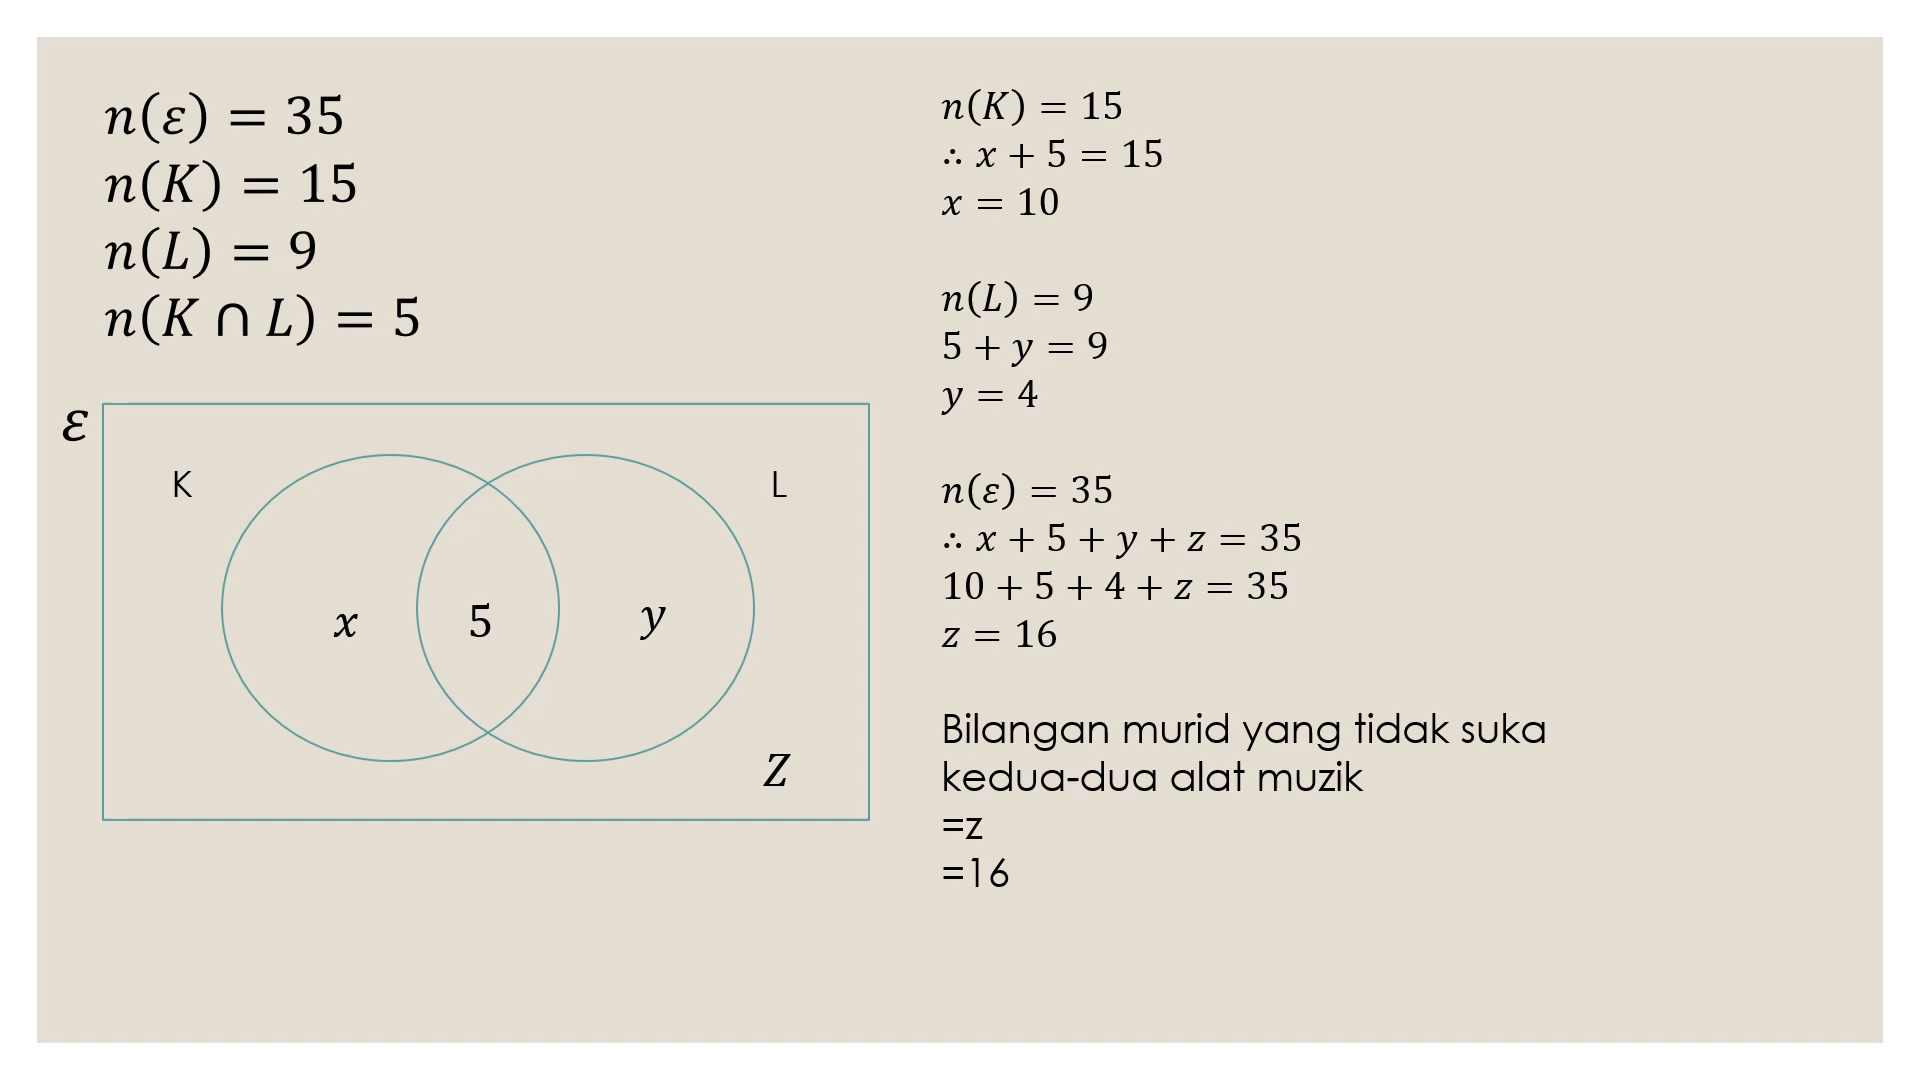 n(ε) = 35
n(K) = 15
n(L) = 9
n(K ∩ L) = 5
ε
K
L
x
5
y
Z
n(K) = 15
∴ x + 5 = 15
x = 10
n(L) = 9
5 + y = 9
y = 4
n(ε) = 35
∴ x + 5 + y + z = 35
10 + 5 + 4 + z = 35
z = 16
Bilangan murid yang tidak suka
kedua-dua alat muzik
=z
=16